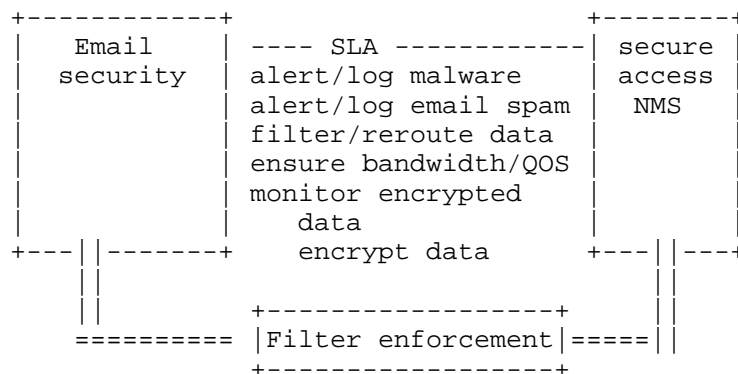 Email ---- SLA ------------ secure
security alert/log malware access
alert/log email spam NMS
filter/reroute data
ensure bandwidth/QOS
monitor encrypted
data
encrypt data
Filter enforcement